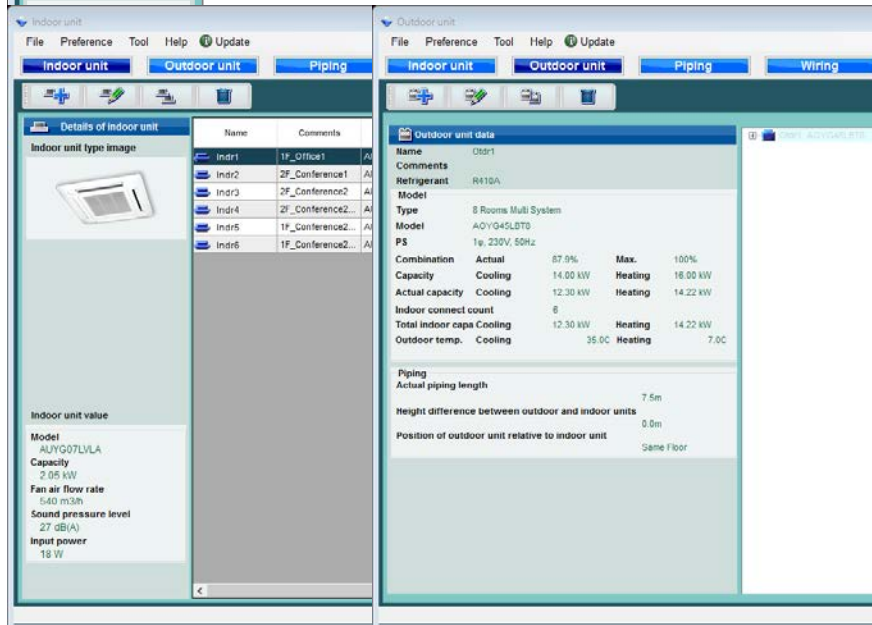 Indoor unit
File Preference Tool Help Update
Indoor unit Outdoor unit Piping
Details of indoor unit
Indoor unit type image
Name Comments
Indr1 1F_Office1
Indr2 2F_Conference1
Indr3 2F_Conference2
Indr4 2F_Conference2...
Indr5 1F_Conference2...
Indr6 1F_Conference2...
Indoor unit value
Model
AUYG07LVLA
Capacity
2.05 kW
Fan air flow rate
540 m3/h
Sound pressure level
27 dB(A)
Input power
18 W
Outdoor unit
File Preference Tool Help Update
Indoor unit Outdoor unit Piping Wiring
Outdoor unit data
Name Otdr1
Comments
Refrigerant R410A
Model
Type 8 Rooms Multi System
Model AOYG45LBT8
PS 1φ, 230V, 50Hz
Combination Actual 87.9% Max. 100%
Capacity Cooling 14.00 kW Heating 16.00 kW
Actual capacity Cooling 12.30 kW Heating 14.22 kW
Indoor connect count 6
Total indoor capa Cooling 12.30 kW Heating 14.22 kW
Outdoor temp. Cooling 35.0C Heating 7.0C
Piping
Actual piping length
7.5m
Height difference between outdoor and indoor units
0.0m
Position of outdoor unit relative to indoor unit
Same Floor